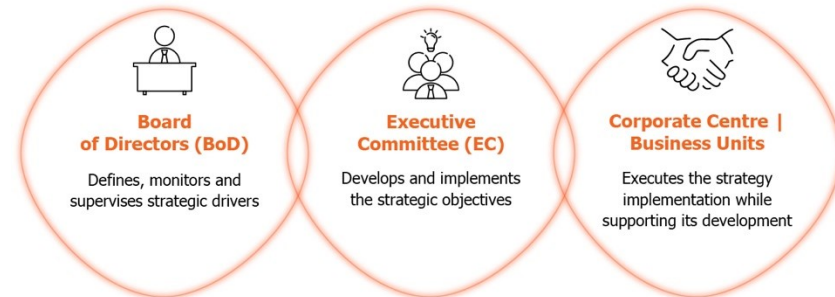 Board
of Directors (BoD)
Defines, monitors and
supervises strategic drivers
Executive
Committee (EC)
Develops and implements
the strategic objectives
Corporate Centre |
Business Units
Executes the strategy
implementation while
supporting its development